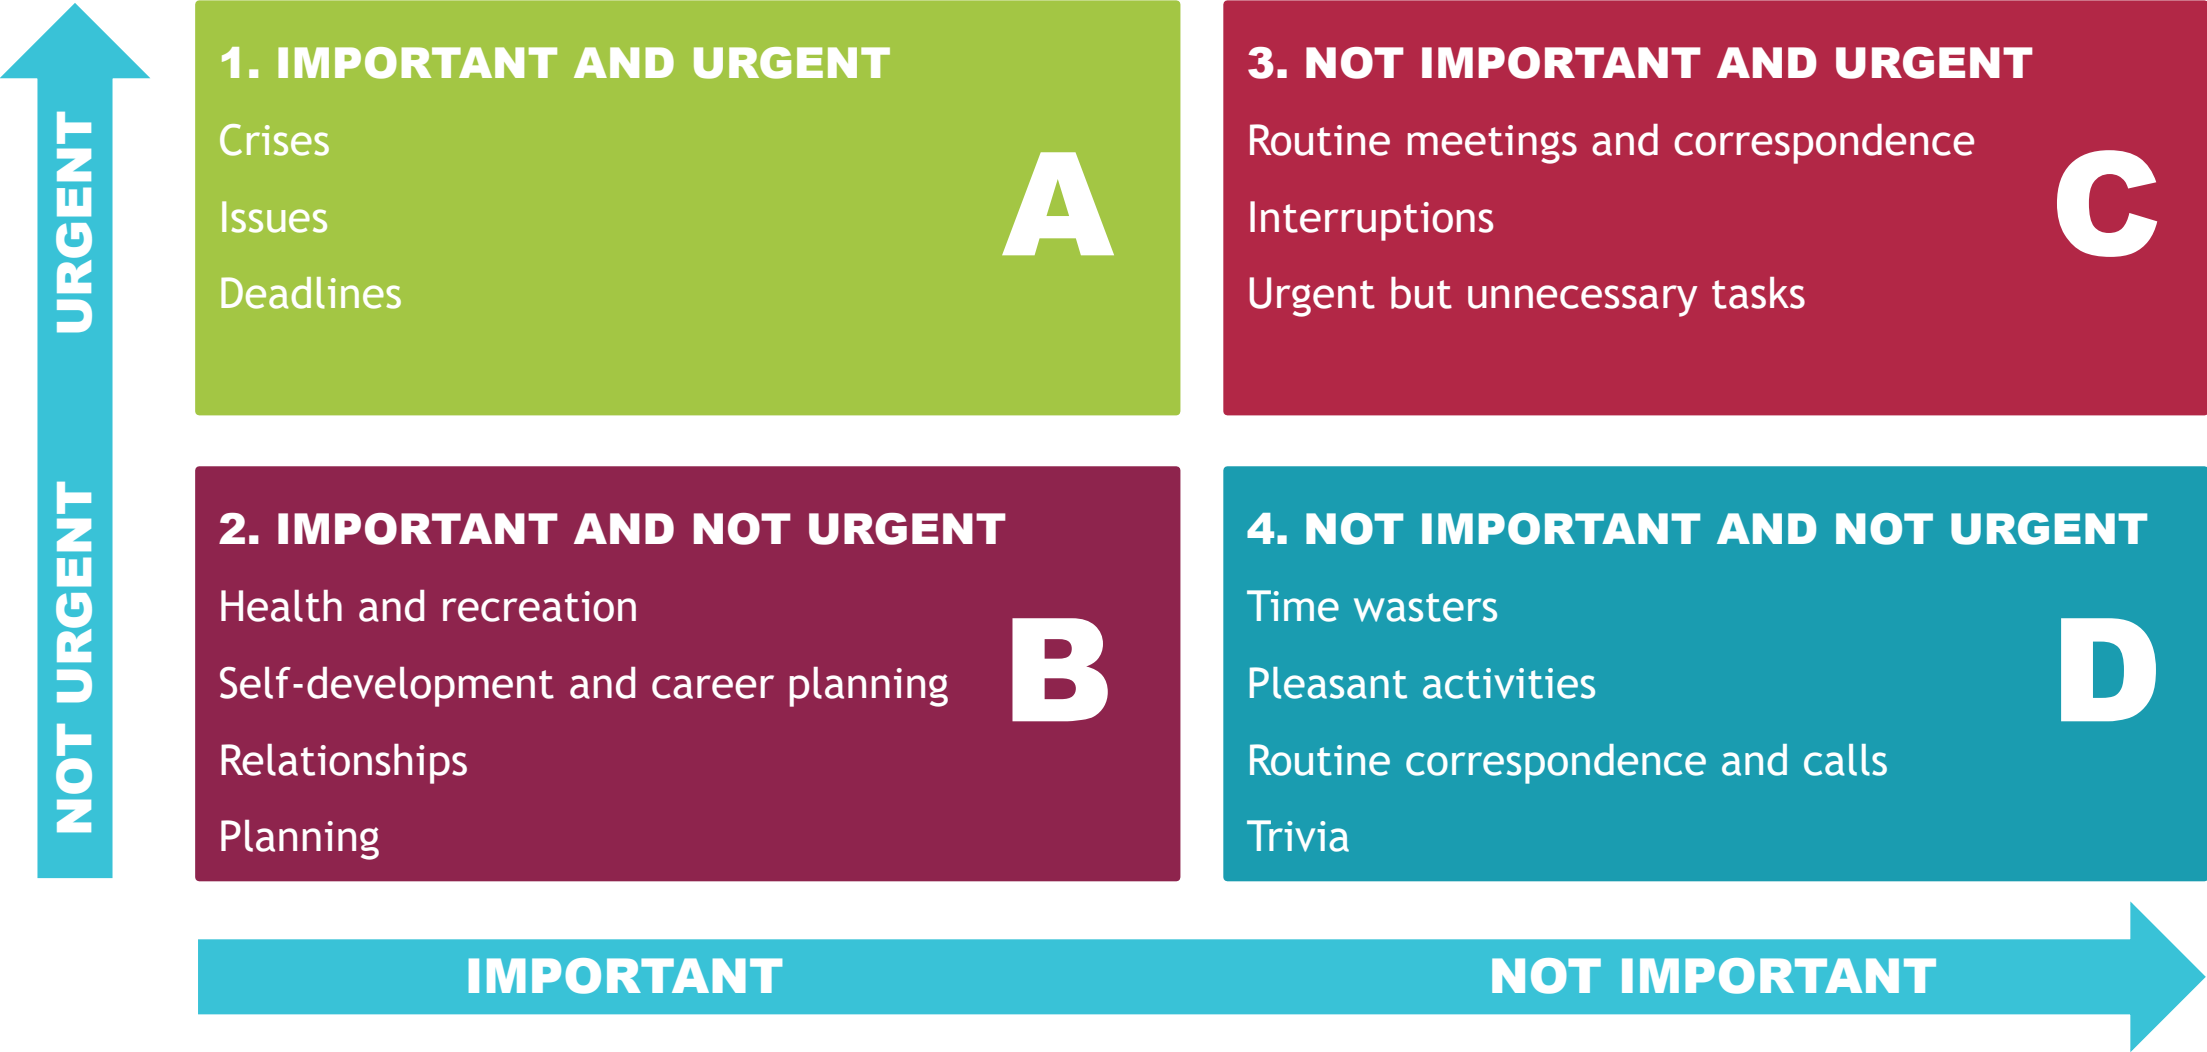 URGENT
NOT URGENT
1. IMPORTANT AND URGENT
Crises
Issues
Deadlines
A
3. NOT IMPORTANT AND URGENT
Routine meetings and correspondence
Interruptions
Urgent but unnecessary tasks
C
2. IMPORTANT AND NOT URGENT
Health and recreation
Self-development and career planning
Relationships
Planning
B
4. NOT IMPORTANT AND NOT URGENT
Time wasters
Pleasant activities
Routine correspondence and calls
Trivia
D
IMPORTANT
NOT IMPORTANT